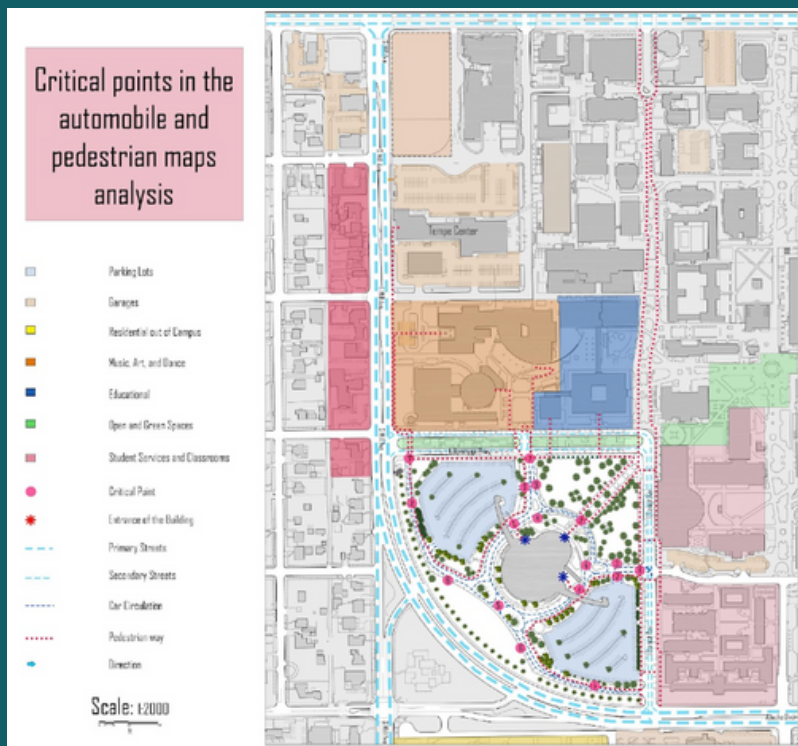 Critical points in the
automobile and
pedestrian maps
analysis
Parking Lots
Garages
Residential out of Campus
Music, Art, and Dance
Educational
Open and Green Spaces
Student Services and Classrooms
Critical Point
Entrance of the Building
Primary Streets
Secondary Streets
Car Circulation
Pedestrian way
Direction
Scale: 1:2000
Tempe Center